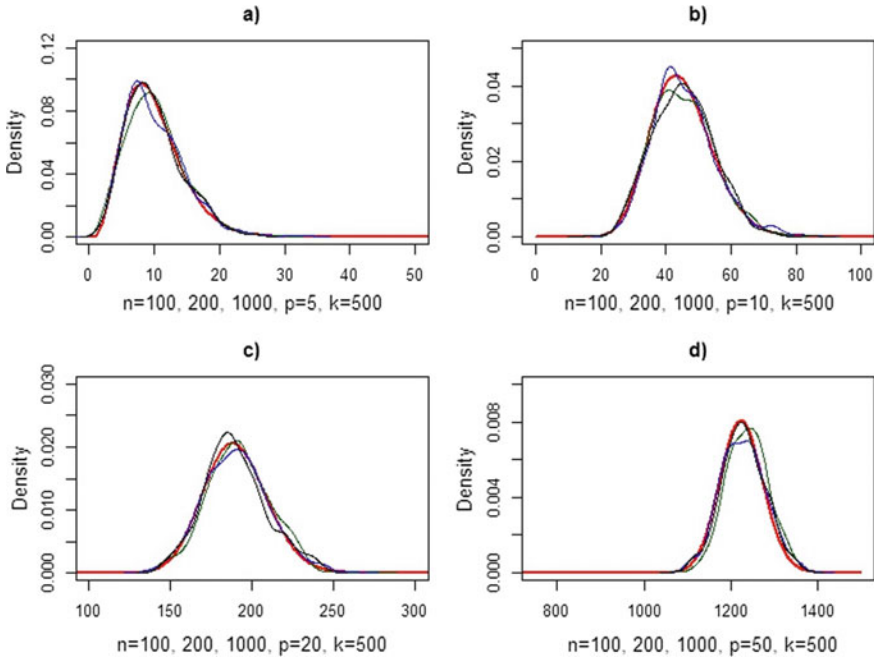 a)
Density
0.00
0.04
0.08
0.12
0 10 20 30 40 50
n=100, 200, 1000, p=5, k=500
b)
Density
0.00
0.02
0.04
0 20 40 60 80 100
n=100, 200, 1000, p=10, k=500
c)
Density
0.000
0.010
0.020
0.030
100 150 200 250 300
n=100, 200, 1000, p=20, k=500
d)
Density
0.000
0.004
0.008
800 1000 1200 1400
n=100, 200, 1000, p=50, k=500